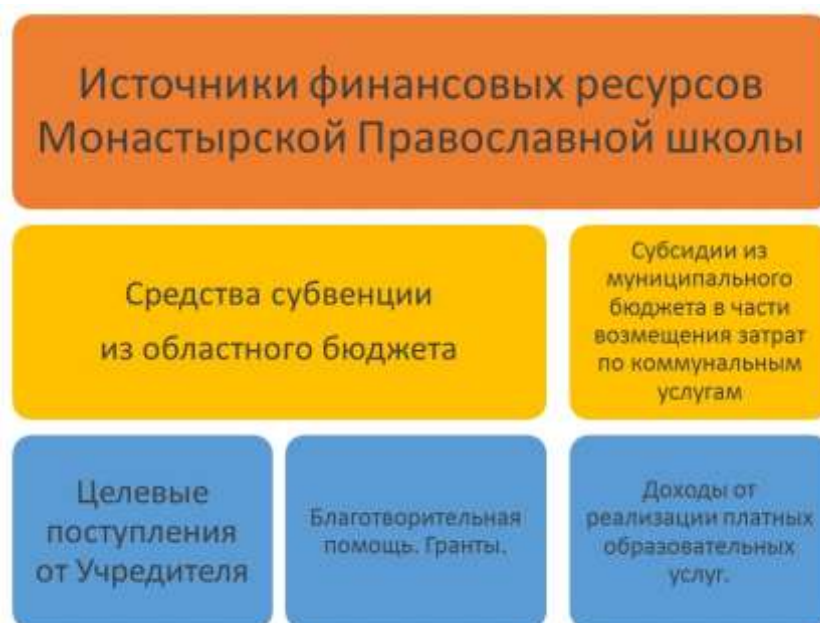 Источники финансовых ресурсов
Монастырской Православной школы
Средства субвенции
из областного бюджета
Субсидии из
муниципального
бюджета в части
возмещения затрат
по коммунальным
услугам
Целевые
поступления
от Учредителя
Благотворительная
помощь. Гранты.
Доходы от
реализации платных
образовательных
услуг.